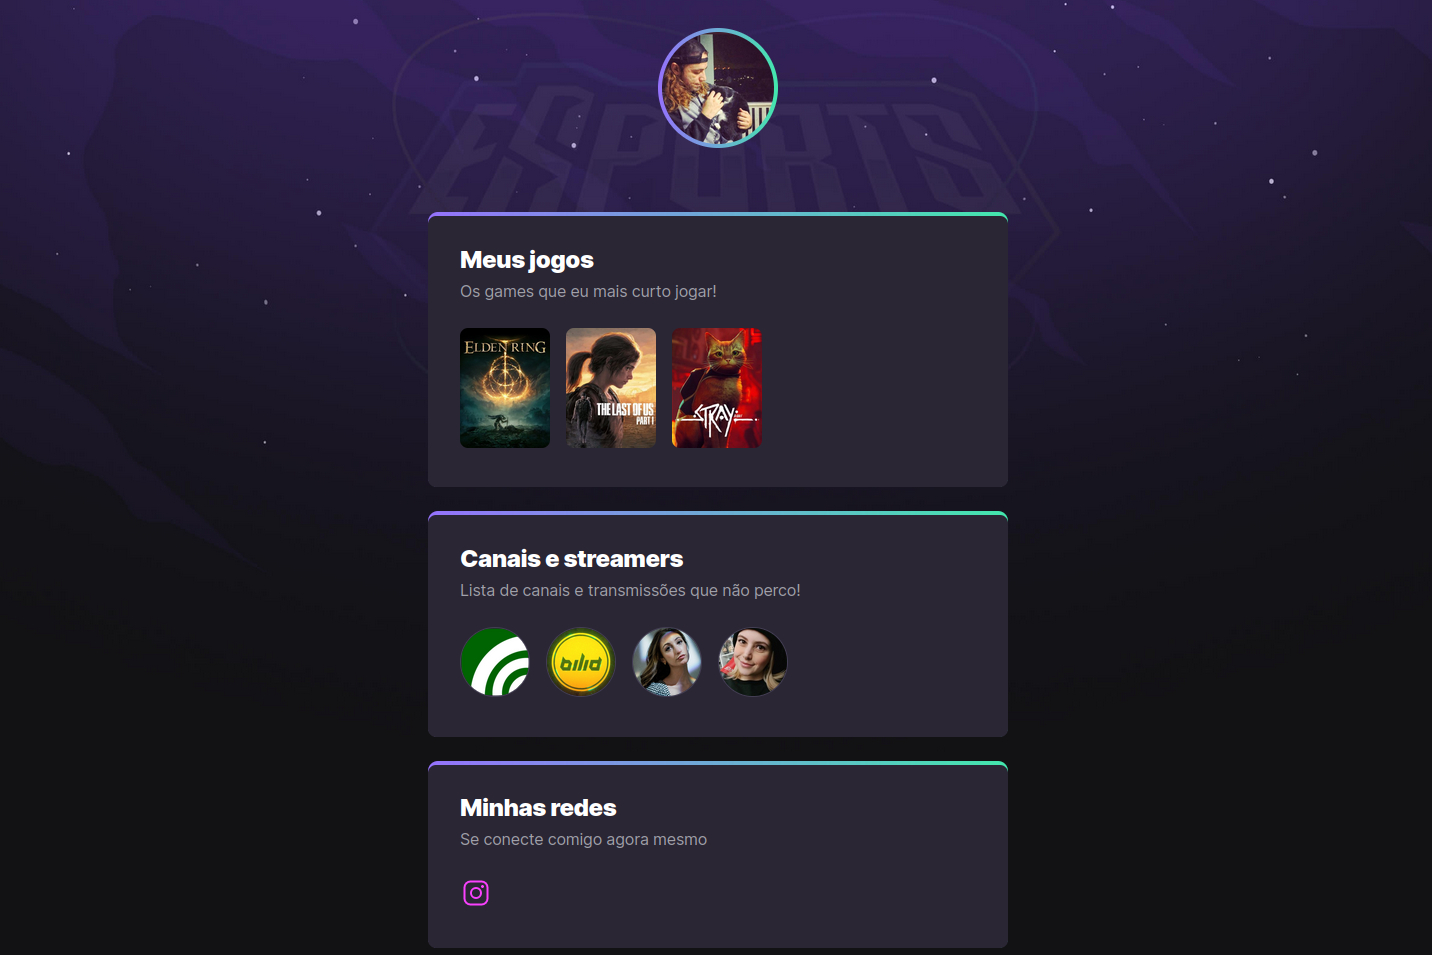 ESPORTS
Meus jogos
Os games que eu mais curto jogar!
ELDEN RING
THE LAST OF US
PART I
STRAY
Canais e streamers
Lista de canais e transmissões que não perco!
bilid
Minhas redes
Se conecte comigo agora mesmo